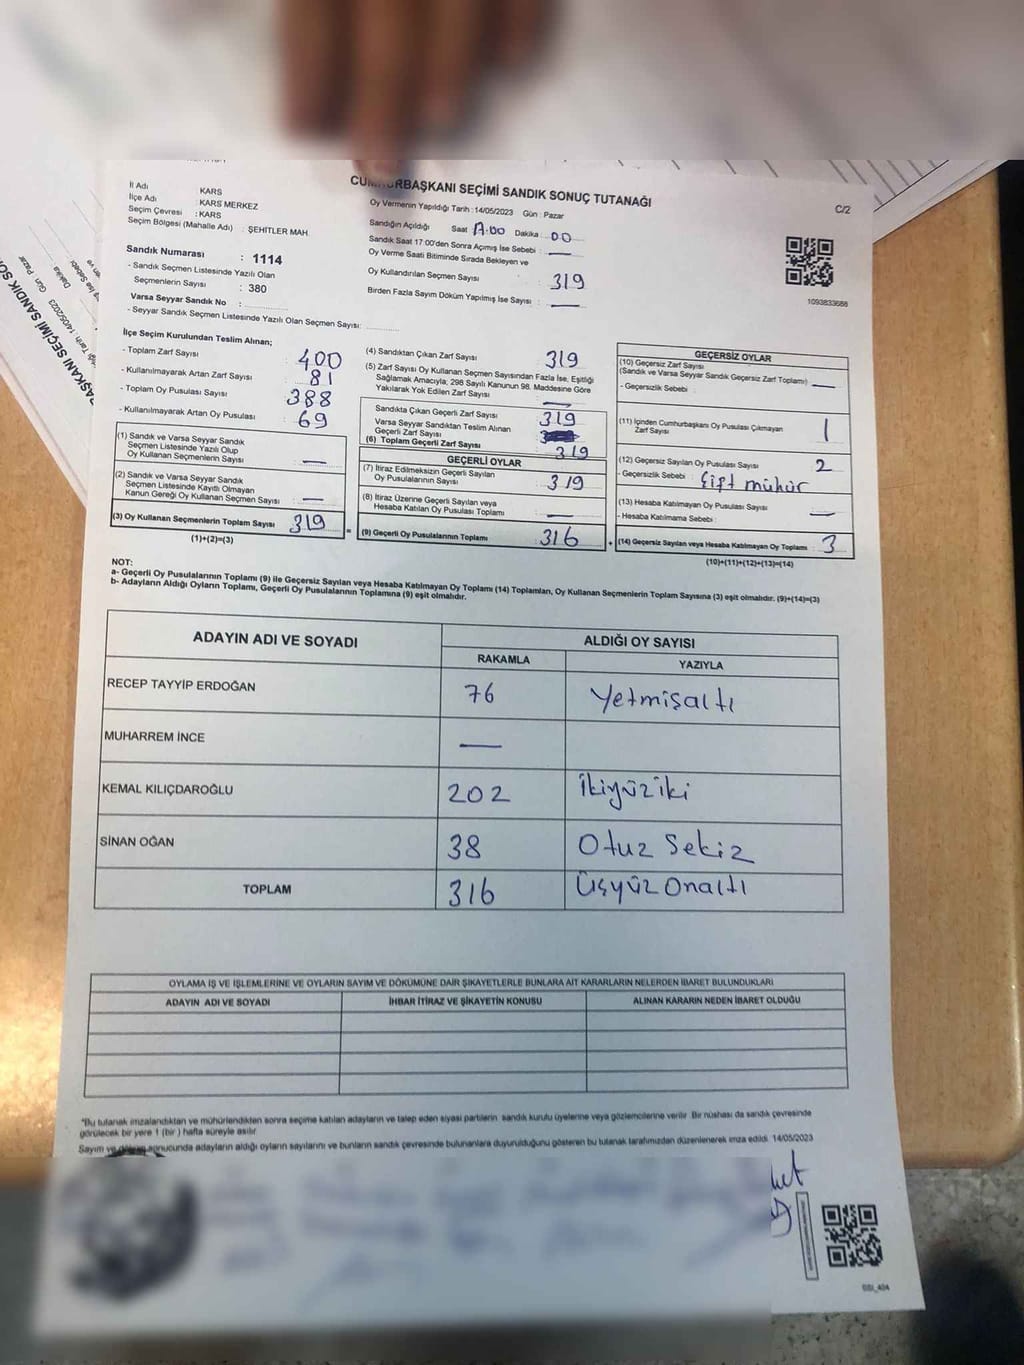 CUMHURBAŞKANI SEÇİMİ SANDIK SONUÇ TUTANAĞI
C/2
İl Adı KARS
İlçe Adı : KARS MERKEZ
Seçim Çevresi : KARS
Seçim Bölgesi (Mahalle Adı) : ŞEHİTLER MAH.
Sandık Numarası : 1114
- Sandık Seçmen Listesinde Yazılı Olan
Seçmenlerin Sayısı : 380
Varsa Seyyar Sandık No :
- Seyyar Sandık Seçmen Listesinde Yazılı Olan Seçmen Sayısı:
Oy Vermenin Yapıldığı Tarih : 14/05/2023 Gün : Pazar
Sandığın Açıldığı Saat Dakika : 00
Sandık Saat 17:00'den Sonra Açımış İse Sebebi : —
Oy Verme Saati Bitiminde Sırada Bekleyen ve
Oy Kullandırılan Seçmen Sayısı 319
Birden Fazla Sayım Döküm Yapılmış İse Sayısı : —
1093833688
İlçe Seçim Kurulundan Teslim Alınan;
- Toplam Zarf Sayısı : 400
- Kullanılmayarak Artan Zarf Sayısı : 81
- Toplam Oy Pusulası Sayısı : 388
- Kullanılmayarak Artan Oy Pusulası : 69
(1) Sandık ve Varsa Seyyar Sandık
Seçmen Listesinde Yazılı Olup
Oy Kullanan Seçmenlerin Sayısı : —
(2) Sandık ve Varsa Seyyar Sandık
Seçmen Listesinde Kayıtlı Olmayan
Kanun Gereği Oy Kullanan Seçmen Sayısı : —
(3) Oy Kullanan Seçmenlerin Toplam Sayısı : 319
(1)+(2)=(3)
(4) Sandıktan Çıkan Zarf Sayısı : 319
(5) Zarf Sayısı Oy Kullanan Seçmen Sayısından Fazla İse, Eşitliği
Sağlamak Amacıyla, 298 Sayılı Kanunun 98. Maddesine Göre
Yakılarak Yok Edilen Zarf Sayısı : —
Sandıkta Çıkan Geçerli Zarf Sayısı : 319
Varsa Seyyar Sandıktan Teslim Alınan
Geçerli Zarf Sayısı :
(6) Toplam Geçerli Zarf Sayısı : 319
GEÇERLİ OYLAR
(7) İtiraz Edilmeksizin Geçerli Sayılan
Oy Pusulalarının Sayısı : 319
(8) İtiraz Üzerine Geçerli Sayılan veya
Hesaba Katılan Oy Pusulası Toplamı : —
= (9) Geçerli Oy Pusulalarının Toplamı : 316
GEÇERSİZ OYLAR
(10) Geçersiz Zarf Sayısı
(Sandık ve Varsa Seyyar Sandık Geçersiz Zarf Toplamı) : —
- Geçersizlik Sebebi :
(11) İçinden Cumhurbaşkanı Oy Pusulası Çıkmayan
Zarf Sayısı : 1
(12) Geçersiz Sayılan Oy Pusulası Sayısı : 2
- Geçersizlik Sebebi : Çift mühür
(13) Hesaba Katılmayan Oy Pusulası Sayısı : —
- Hesaba Katılmama Sebebi :
+ (14) Geçersiz Sayılan veya Hesaba Katılmayan Oy Toplamı : 3
(10)+(11)+(12)+(13)=(14)
NOT:
a- Geçerli Oy Pusulalarının Toplamı (9) ile Geçersiz Sayılan veya Hesaba Katılmayan Oy Toplamı (14) Toplamları, Oy Kullanan Seçmenlerin Toplam Sayısına (3) eşit olmalıdır. (9)+(14)=(3)
b- Adayların Aldığı Oyların Toplamı, Geçerli Oy Pusulalarının Toplamına (9) eşit olmalıdır.
ADAYIN ADI VE SOYADI ALDIĞI OY SAYISI
RAKAMLA YAZIYLA
RECEP TAYYİP ERDOĞAN 76 Yetmişaltı
MUHARREM İNCE —
KEMAL KILIÇDAROĞLU 202 İkiyüziki
SİNAN OĞAN 38 Otuz Sekiz
TOPLAM 316 Üçyüz Onaltı
OYLAMA İŞ VE İŞLEMLERİNE VE OYLARIN SAYIM VE DÖKÜMÜNE DAİR ŞİKAYETLERLE BUNLARA AİT KARARLARIN NELERDEN İBARET BULUNDUKLARI
ADAYIN ADI VE SOYADI İHBAR İTİRAZ VE ŞİKAYETİN KONUSU ALINAN KARARIN NEDEN İBARET OLDUĞU
"Bu tutanak imzalandıktan ve mühürlendikten sonra seçime katılan adayların ve talep eden siyasi partilerin sandık kurulu üyelerine veya gözlemcilerine verilir. Bir nüshası da sandık çevresinde
görülecek bir yere 1 (bir) hafta süreyle asılır.
Sayım ve döküm sonucunda adayların aldığı oyların sayılarını ve bunların sandık çevresinde bulunanlara duyurulduğunu gösteren bu tutanak tarafımızdan düzenlenerek imza edildi. 14/05/2023